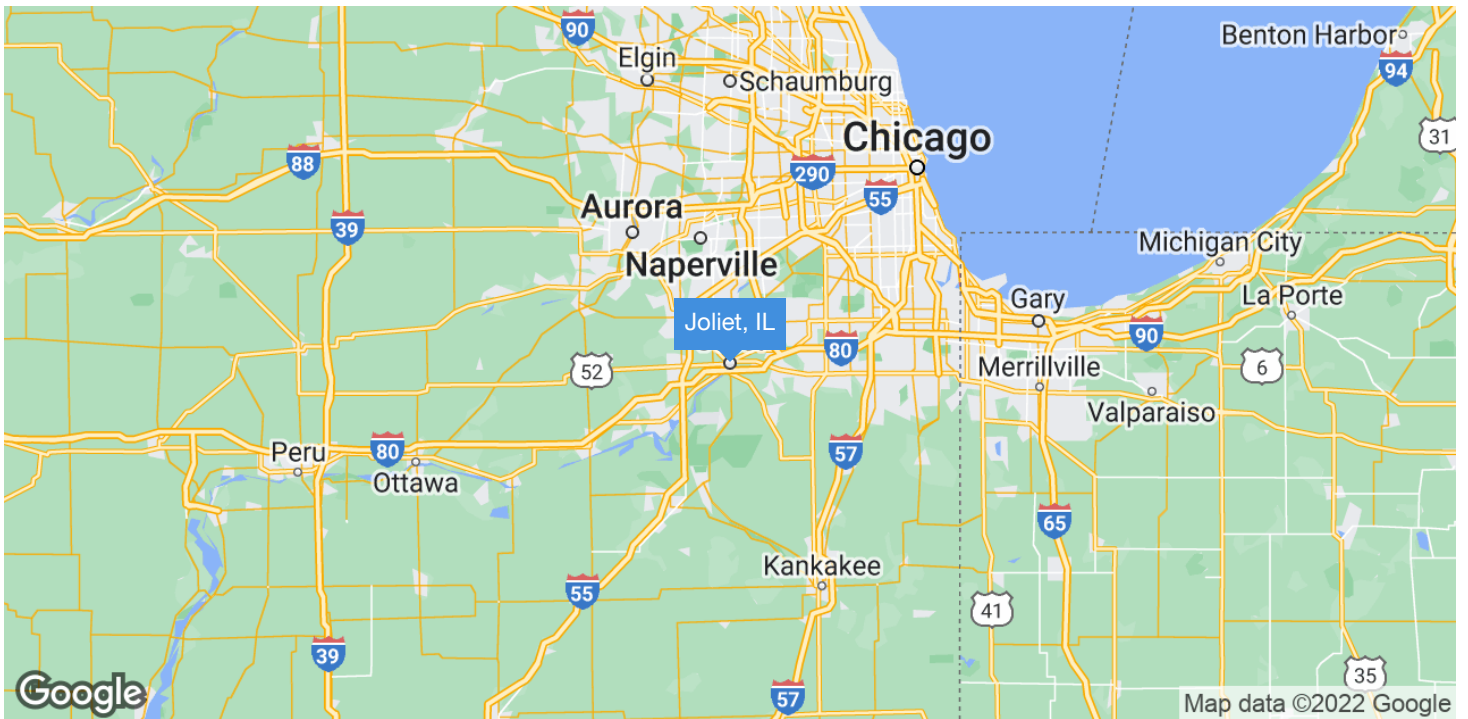 90
Elgin
Schaumburg
Benton Harbor
94
31
Chicago
88
290
55
Aurora
39
Naperville
Michigan City
La Porte
Gary
Joliet, IL
80
90
52
Merrillville
6
Valparaiso
Peru
80
Ottawa
57
65
Kankakee
55
41
39
57
35
Google
Map data ©2022 Google